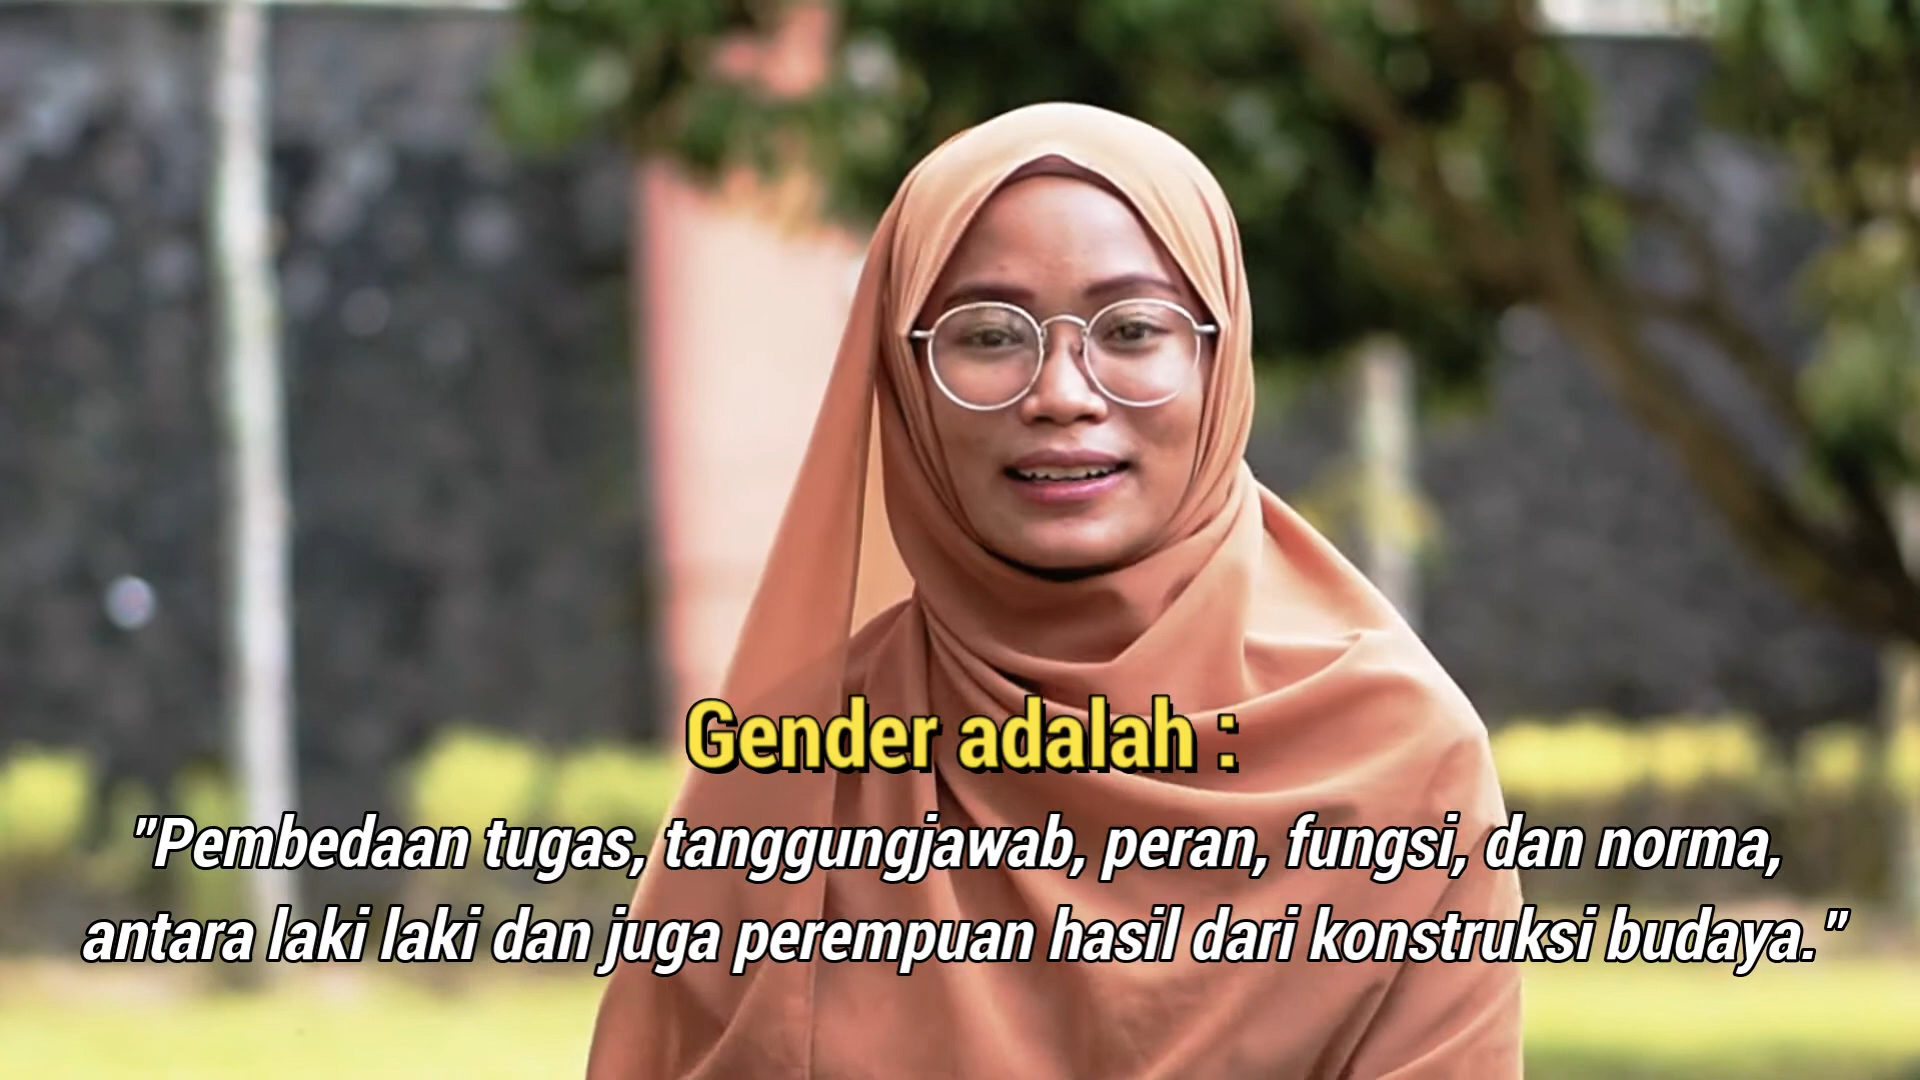 Gender adalah :
"Pembedaan tugas, tanggungjawab, peran, fungsi, dan norma,
antara laki laki dan juga perempuan hasil dari konstruksi budaya."